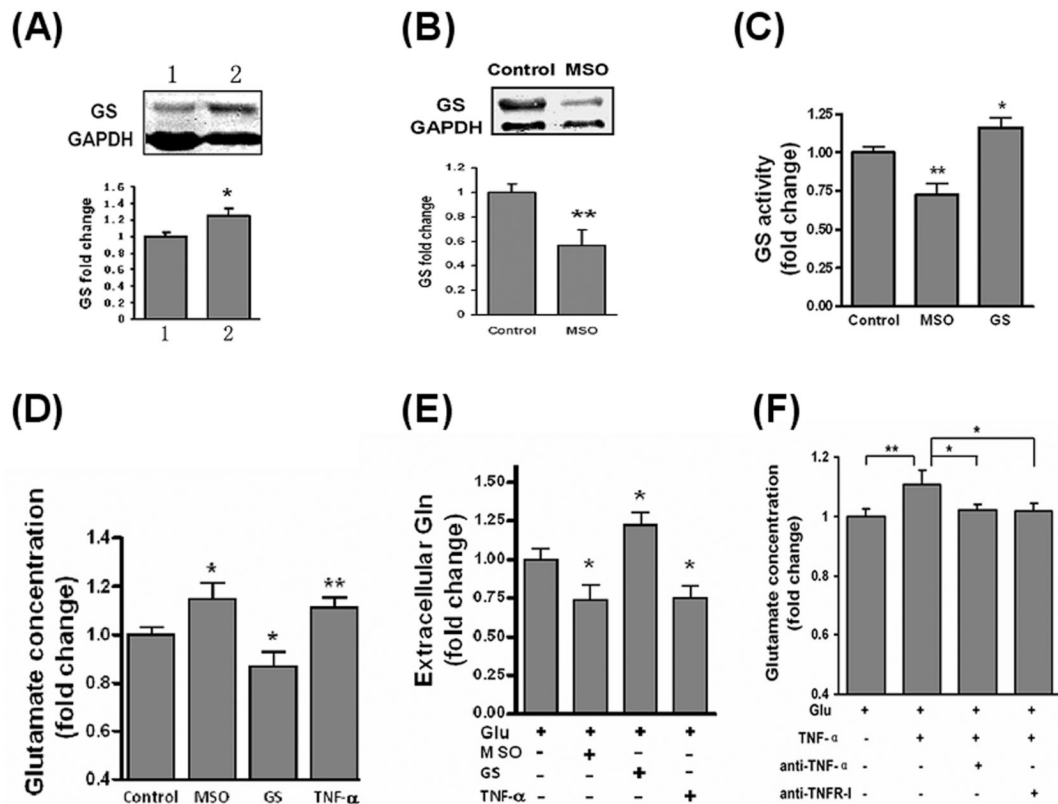 (A)
1 2
GS
GAPDH
GS fold change
1. 6
1. 4
1. 2
1
0. 8
0. 6
0. 4
0. 2
0
*
1 2
(B)
Control MSO
GS
GAPDH
GS fold change
1.2
1
0.8
0.6
0.4
0.2
0
**
Control MSO
(C)
GS activity
(fold change)
1.25
1.00
0.75
0.50
0.25
0.00
**
*
Control MSO GS
(D)
Glutamate concentration
(fold change)
1.4
1.2
1.0
0.8
0.6
0.4
*
*
**
Control MSO GS TNF-α
(E)
Extracellular Gln
(fold change)
1.50
1.25
1.00
0.75
0.50
0.25
0.00
*
*
*
Glu + + + +
MSO - + - -
GS - - + -
TNF-α - - - +
(F)
Glutamate concentration
(fold change)
1.2
1
0.8
0.6
0.4
**
*
*
Glu + + + +
TNF-α - + + +
anti-TNF-α - - + -
anti-TNFR-I - - - +